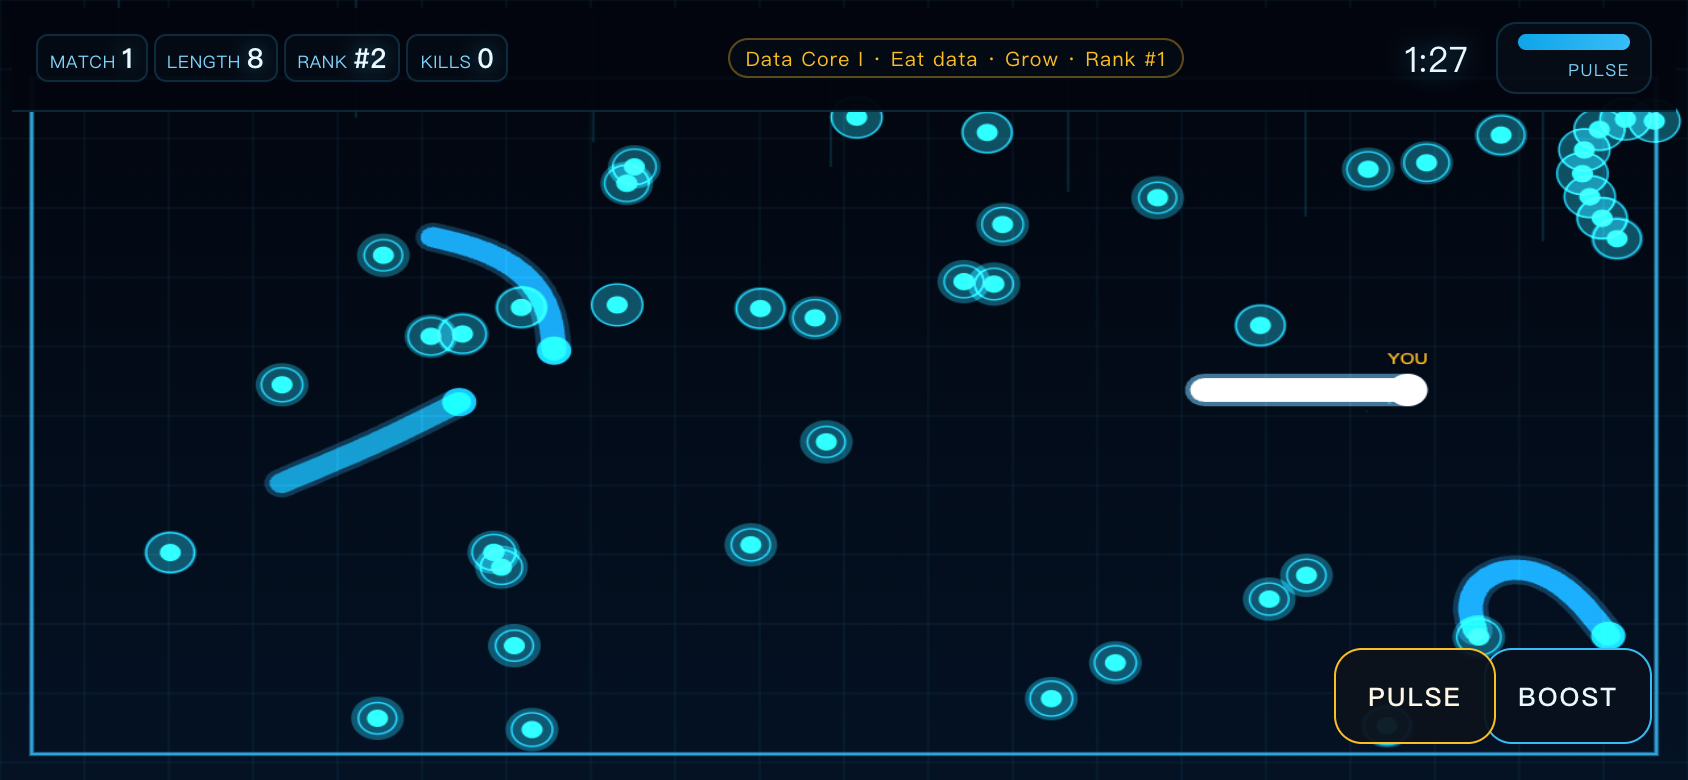 MATCH 1
LENGTH 8
RANK #2
KILLS 0
Data Core I · Eat data · Grow · Rank #1
1:27
PULSE
YOU
PULSE
BOOST